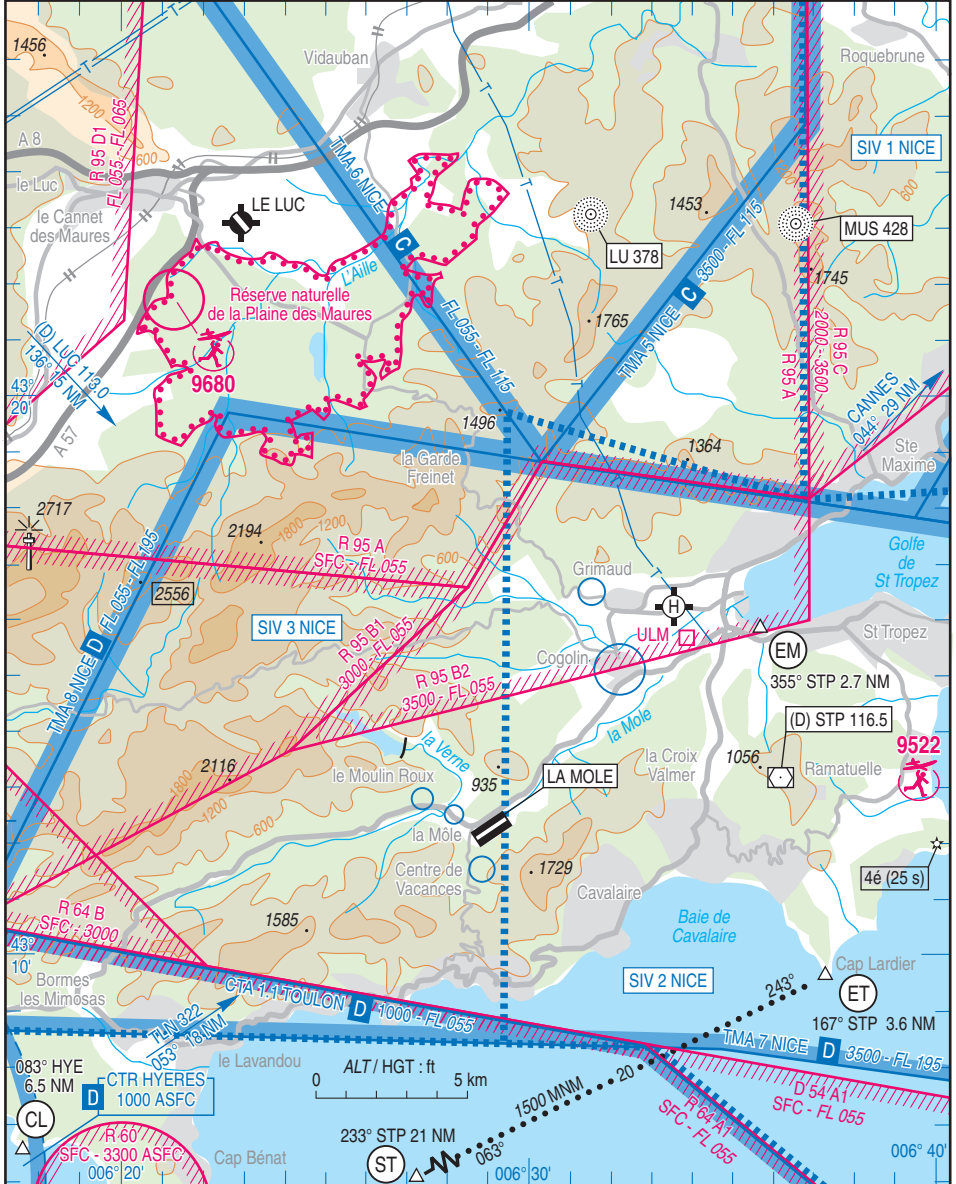 1456
Vidauban
Roquebrune
1200
600
A 8
le Luc
R 95 D1
FL 055 - FL 065
TMA 6 NICE
C
FL 055 - FL 115
SIV 1 NICE
600
le Cannet
des Maures
LE LUC
1453
LU 378
MUS 428
1745
L'Aille
Réserve naturelle
de la Plaine des Maures
1765
TMA 5 NICE C 3500 - FL 115
R 95 A
R 95 C
2000 - 3500
(D) LUC 113.0
136° 15 NM
9680
43°
20'
A 57
1496
la Garde
Freinet
1364
CANNES
044° 29 NM
Ste
Maxime
2717
2194
1800
1200
600
R 95 A
SFC - FL 055
Golfe
de
St Tropez
2556
Grimaud
H
SIV 3 NICE
ULM
St Tropez
TMA 8 NICE D FL 055 - FL 195
R 95 B1
3000 - FL 055
Cogolin
EM
355° STP 2.7 NM
R 95 B2
3500 - FL 055
(D) STP 116.5
9522
la Verne
la Mole
la Croix
Valmer
1056
Ramatuelle
2116
1800
1200
600
le Moulin Roux
935
LA MOLE
la Môle
Centre de
Vacances
1729
4é (25 s)
Cavalaire
R 64 B
SFC - 3000
1585
Baie de
Cavalaire
43°
10'
Bormes
les Mimosas
CTA 1.1 TOULON D 1000 - FL 055
SIV 2 NICE
Cap Lardier
243°
ET
167° STP 3.6 NM
TLN 322
053° 18 NM
le Lavandou
TMA 7 NICE D 3500 - FL 195
083° HYE
6.5 NM
CL
D
CTR HYERES
1000 ASFC
ALT / HGT : ft
0
5 km
20
1500 MNM
063°
D 54 A1
SFC - FL 055
R 64 A1
SFC - FL 055
R 60
SFC - 3300 ASFC
Cap Bénat
233° STP 21 NM
ST
006° 20'
006° 30'
006° 40'